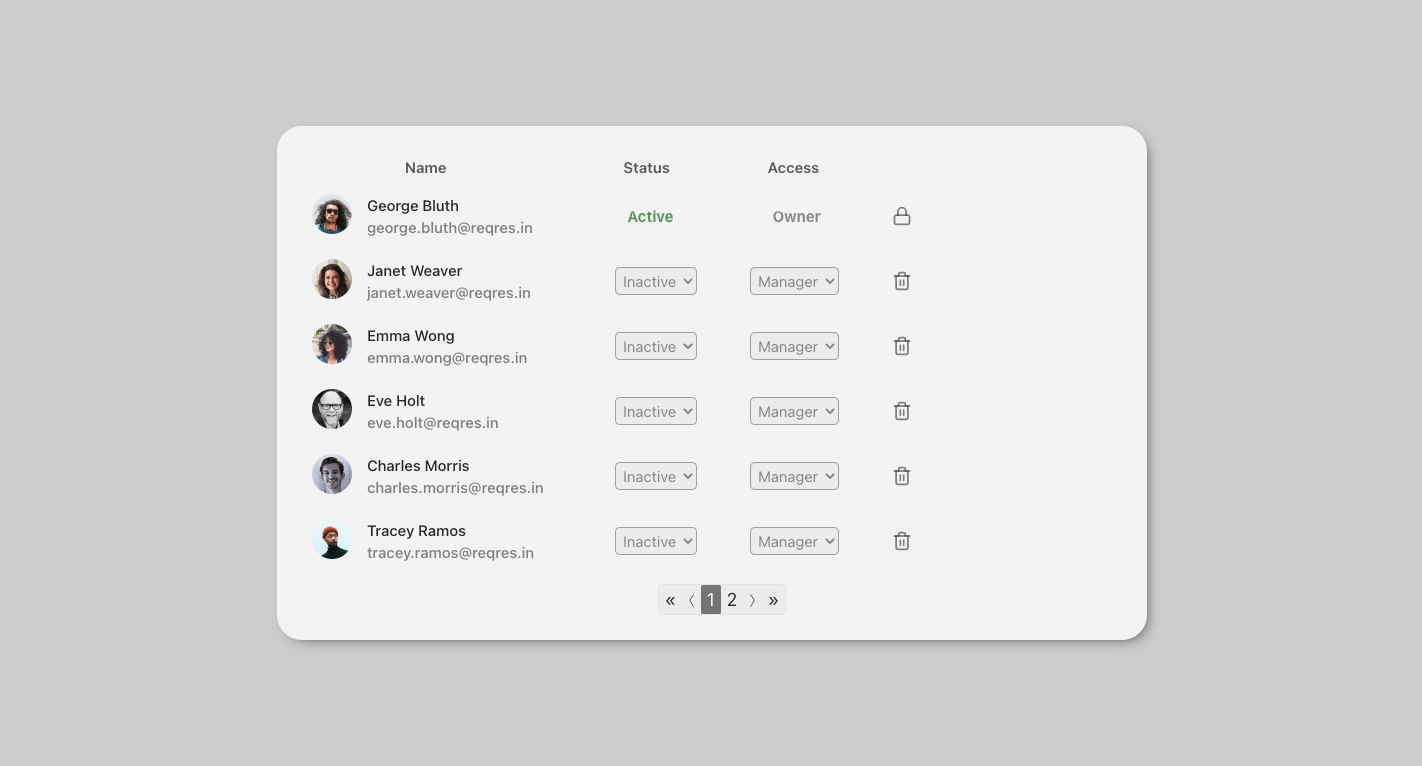 Name Status Access
George Bluth
george.bluth@reqres.in
Active Owner
Janet Weaver
janet.weaver@reqres.in
Inactive Manager
Emma Wong
emma.wong@reqres.in
Inactive Manager
Eve Holt
eve.holt@reqres.in
Inactive Manager
Charles Morris
charles.morris@reqres.in
Inactive Manager
Tracey Ramos
tracey.ramos@reqres.in
Inactive Manager
« 〈 1 2 〉 »